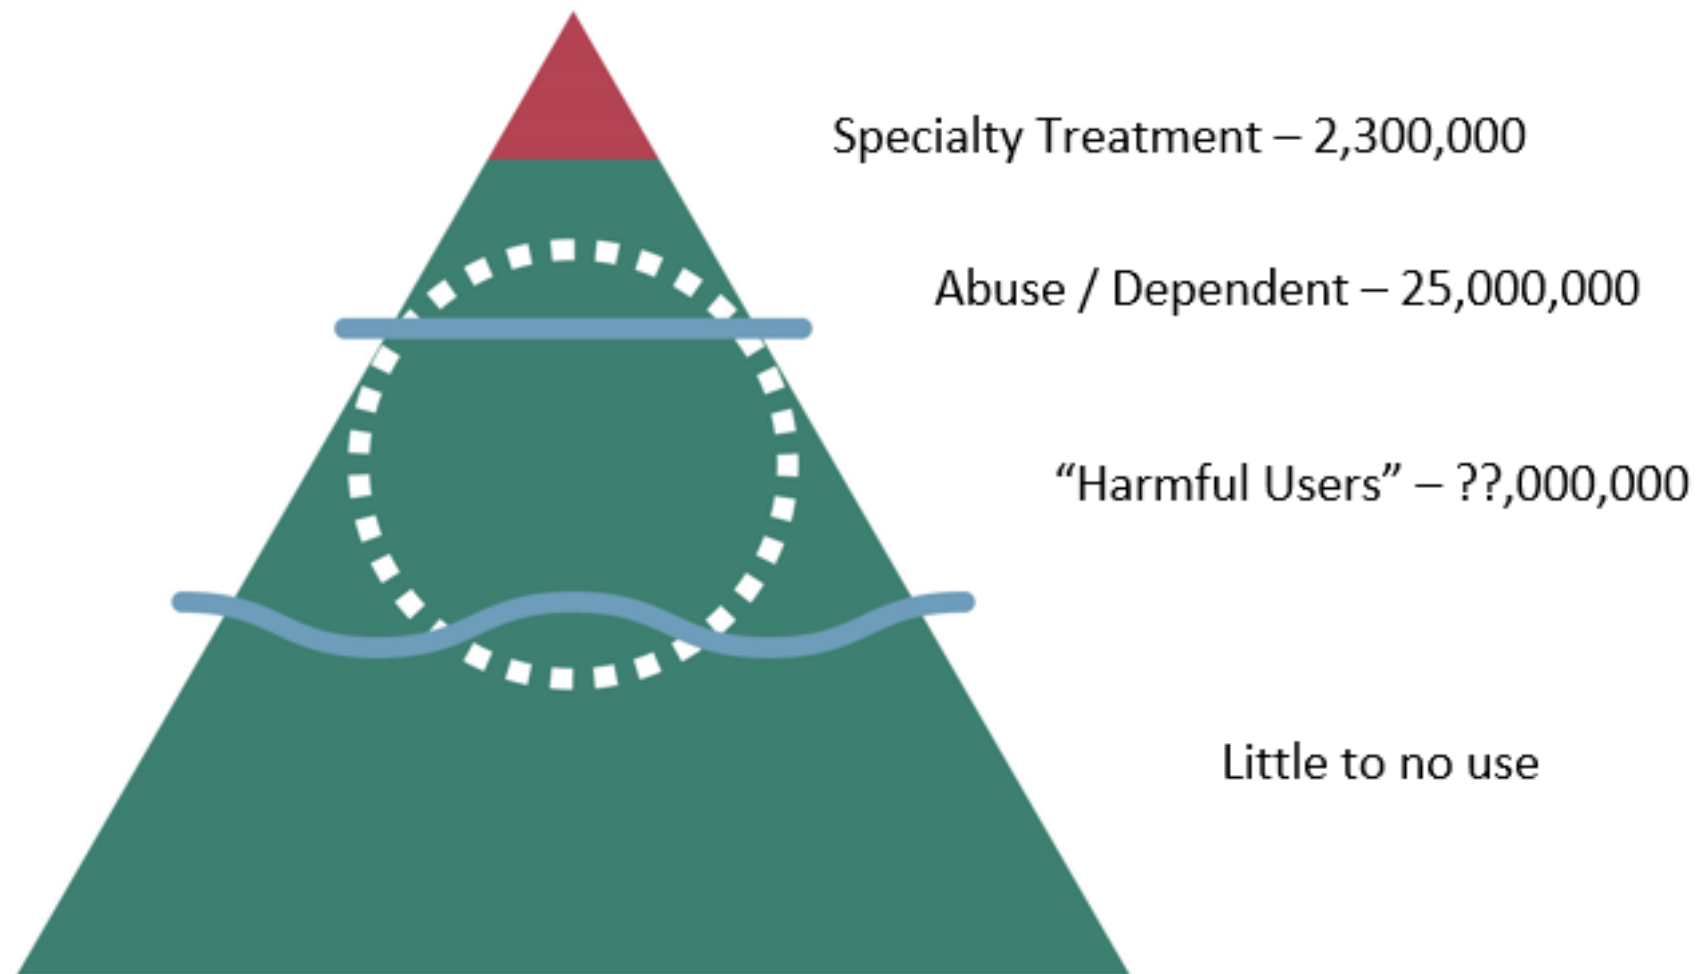 Specialty Treatment – 2,300,000
Abuse / Dependent – 25,000,000
“Harmful Users” – ??,000,000
Little to no use